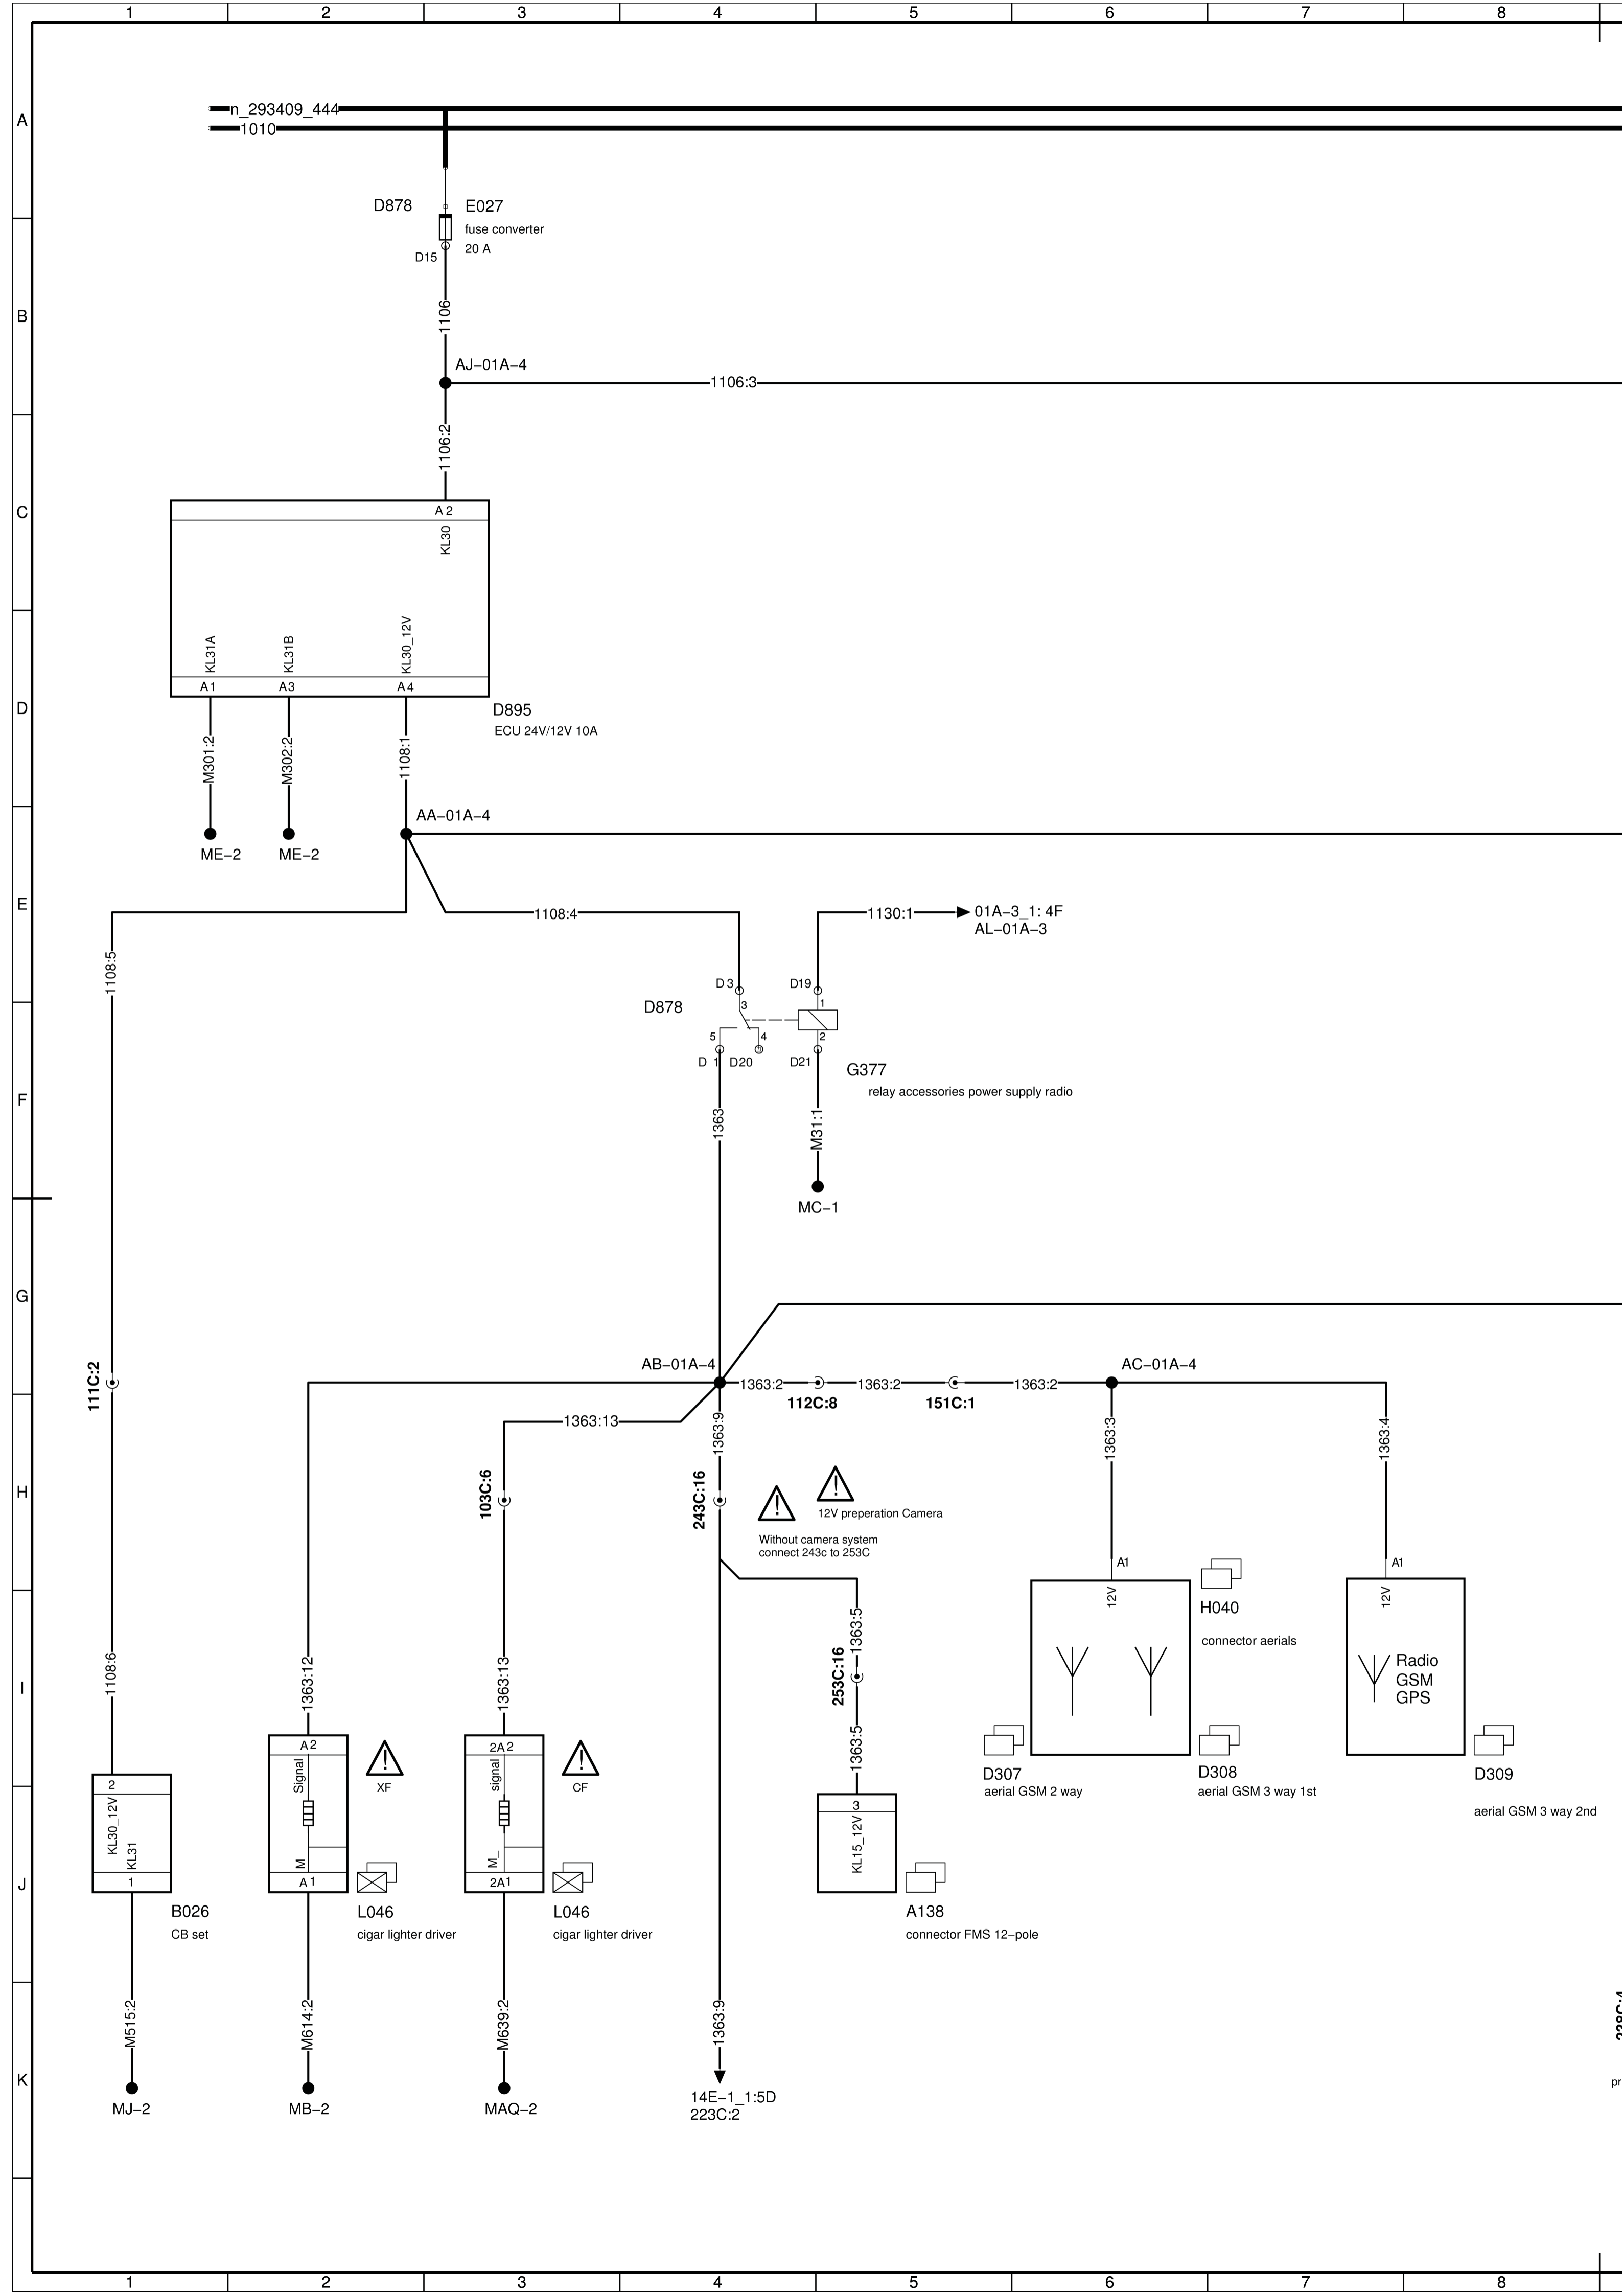 1 2 3 4 5 6 7 8
A
n_293409_444
1010
D878
E027
fuse converter
20 A
D15
B
1106
AJ−01A−4
1106:3
1106:2
C
A 2
KL30
KL31A
KL31B
KL30_12V
A 1
A 3
A 4
D
D895
ECU 24V/12V 10A
M301:2
M302:2
1108:1
AA−01A−4
ME−2
ME−2
E
1108:4
1130:1
01A−3_1: 4F
AL−01A−3
1108:5
D 3
D19
D878
3
1
5
4
2
D 1
D20
D21
G377
relay accessories power supply radio
F
1363
M31:1
MC−1
G
111C:2
AB−01A−4
AC−01A−4
1363:2
1363:2
1363:2
112C:8
151C:1
1363:13
1363:9
1363:3
1363:4
H
103C:6
243C:16
12V preperation Camera
Without camera system
connect 243c to 253C
A1
A1
12V
12V
H040
connector aerials
1363:5
253C:16
I
1108:6
1363:12
1363:13
Radio
GSM
GPS
1363:5
A 2
Signal
XF
2A 2
signal
CF
D307
aerial GSM 2 way
D308
aerial GSM 3 way 1st
D309
aerial GSM 3 way 2nd
2
KL30_12V
KL31
3
KL15_12V
M
M_
J
1
A 1
2A1
B026
CB set
L046
cigar lighter driver
L046
cigar lighter driver
A138
connector FMS 12−pole
M515:2
M614:2
M639:2
1363:9
238C:4
K
pr
MJ−2
MB−2
MAQ−2
14E−1_1:5D
223C:2
1 2 3 4 5 6 7 8